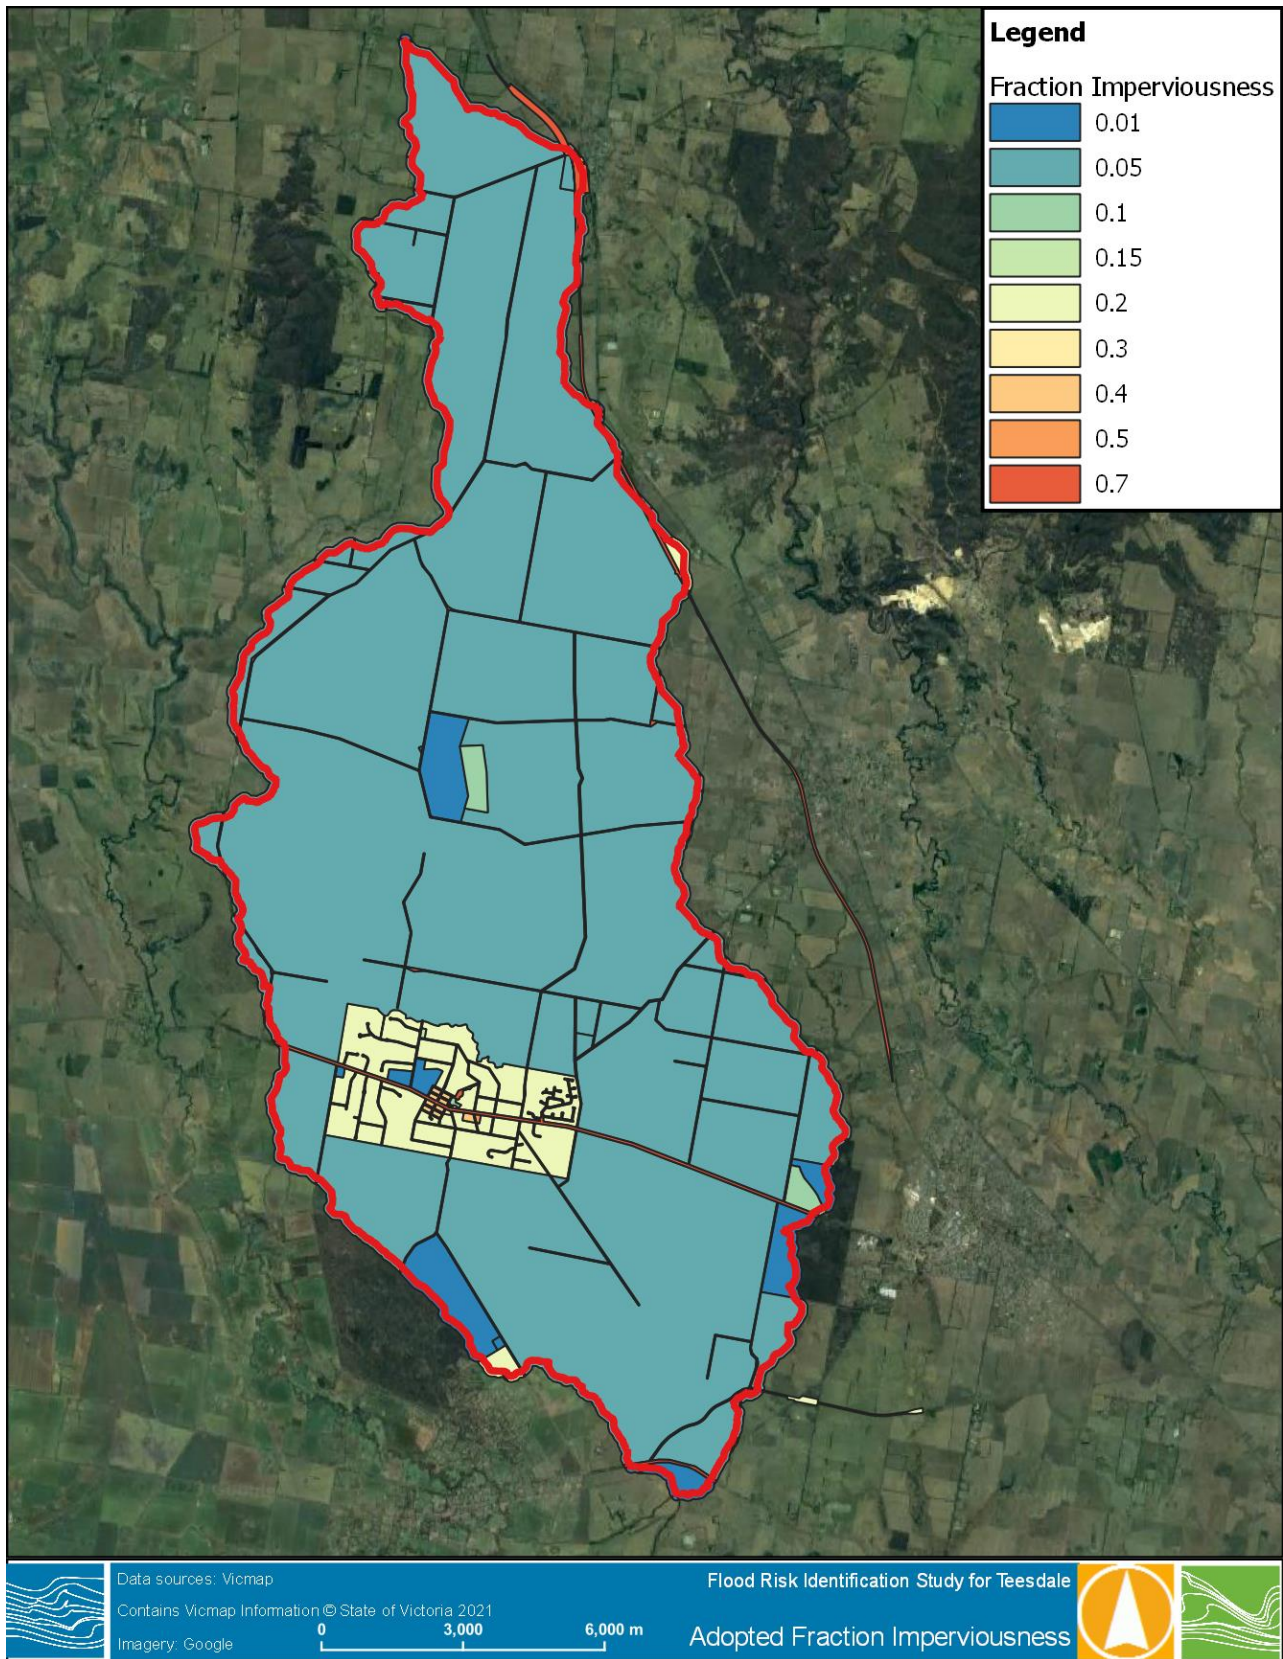 Legend
Fraction Imperviousness
0.01
0.05
0.1
0.15
0.2
0.3
0.4
0.5
0.7
Data sources: Vicmap
Contains Vicmap Information © State of Victoria 2021
Imagery: Google
0 3,000 6,000 m
Flood Risk Identification Study for Teesdale
Adopted Fraction Imperviousness